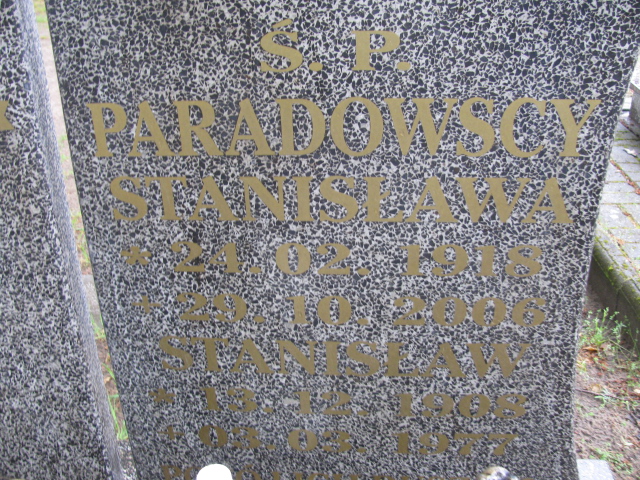 Ś. P.
PARADOWSCY
STANISŁAWA
* 24. 02. 1918
+ 29. 10. 2006
STANISŁAW
* 13. 12. 1908
+ 03. 03. 1977